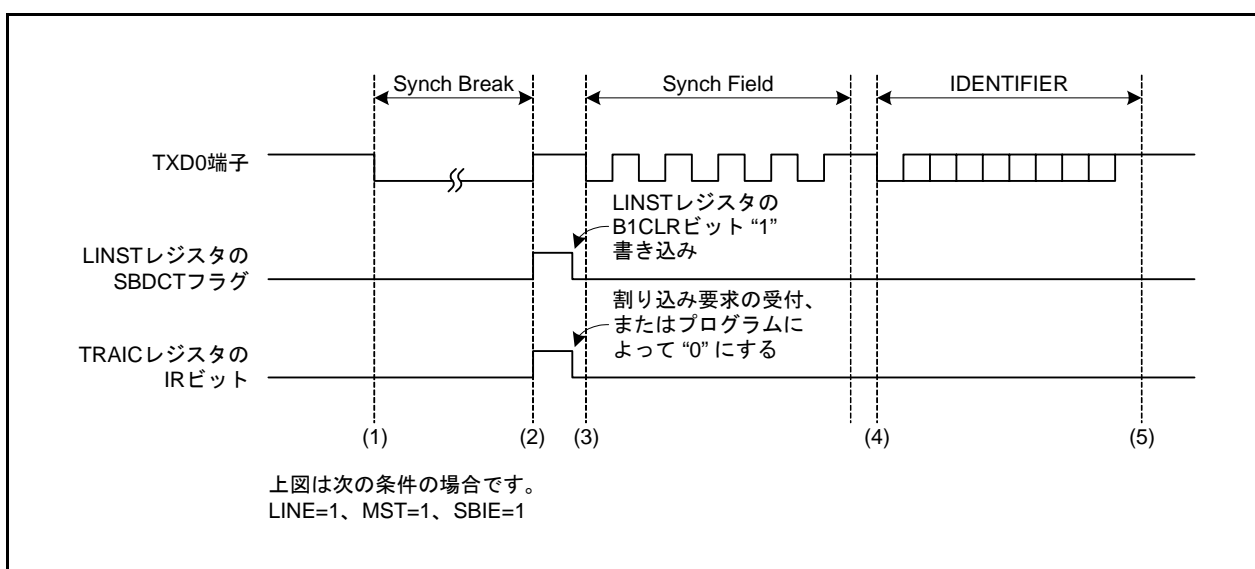 Synch Break
Synch Field
IDENTIFIER
TXD0端子
LINSTレジスタの
B1CLRビット “1”
書き込み
LINSTレジスタの
SBDCTフラグ
割り込み要求の受付、
またはプログラムに
よって “0” にする
TRAICレジスタの
IRビット
(1)
(2)
(3)
(4)
(5)
上図は次の条件の場合です。
LINE=1、MST=1、SBIE=1